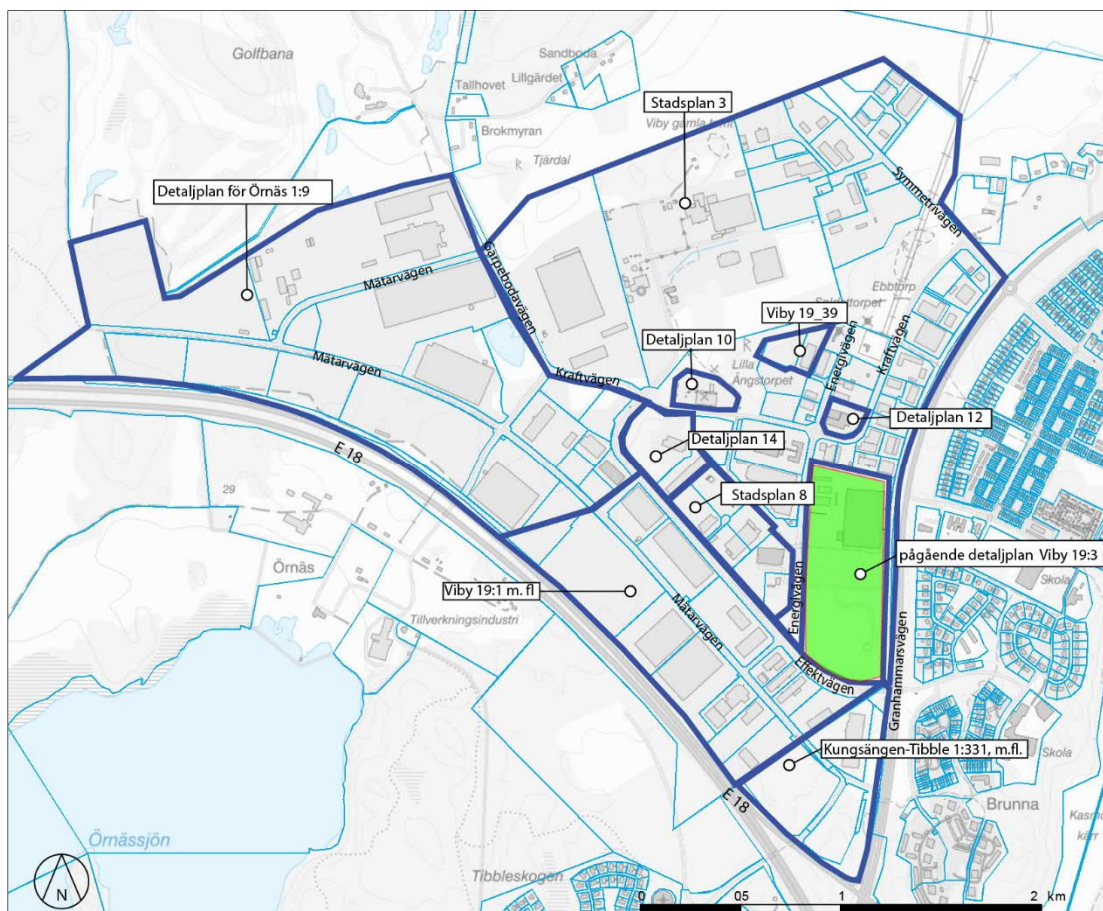 Golfbana
Sandboda
Tallhovet
Lillgärdet
Stadsplan 3
Brokmyran
Tjärdal
Detaljplan för Örnäs 1:9
Symmetrivägen
Mätarvägen
Garpebodavägen
Ebbtorp
Viby 19_39
Energivägen
Kraftvägen
Detaljplan 10
Lilla
Ängstorpet
Mätarvägen
Kraftvägen
Detaljplan 12
Detaljplan 14
E 18
29
Stadsplan 8
pågående detaljplan Viby 19:3
Skola
Örnäs
Viby 19:1 m. fl
Energivägen
Tillverkningsindustri
Mätarvägen
Effektvägen
Granhammarsvägen
Kungsängen-Tibble 1:331, m.fl.
Skola
E 18
Brunna
Örnässjön
Tibbleskogen
N
0 05 1 2 km